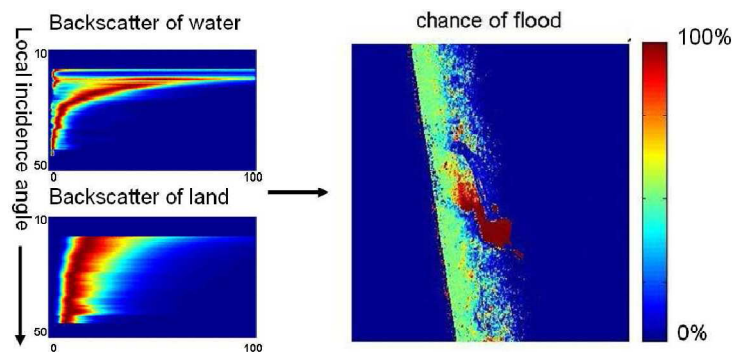 Backscatter of water
chance of flood
Local incidence angle
10
50
0
100
Backscatter of land
10
50
0
100
100%
0%